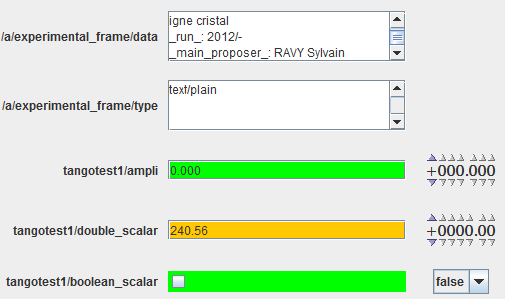 /a/experimental_frame/data
igne cristal
_run_: 2012/-
_main_proposer_: RAVY Sylvain
/a/experimental_frame/type
text/plain
tangotest1/ampli
0.000
+000.000
tangotest1/double_scalar
240.56
+0000.00
tangotest1/boolean_scalar
false